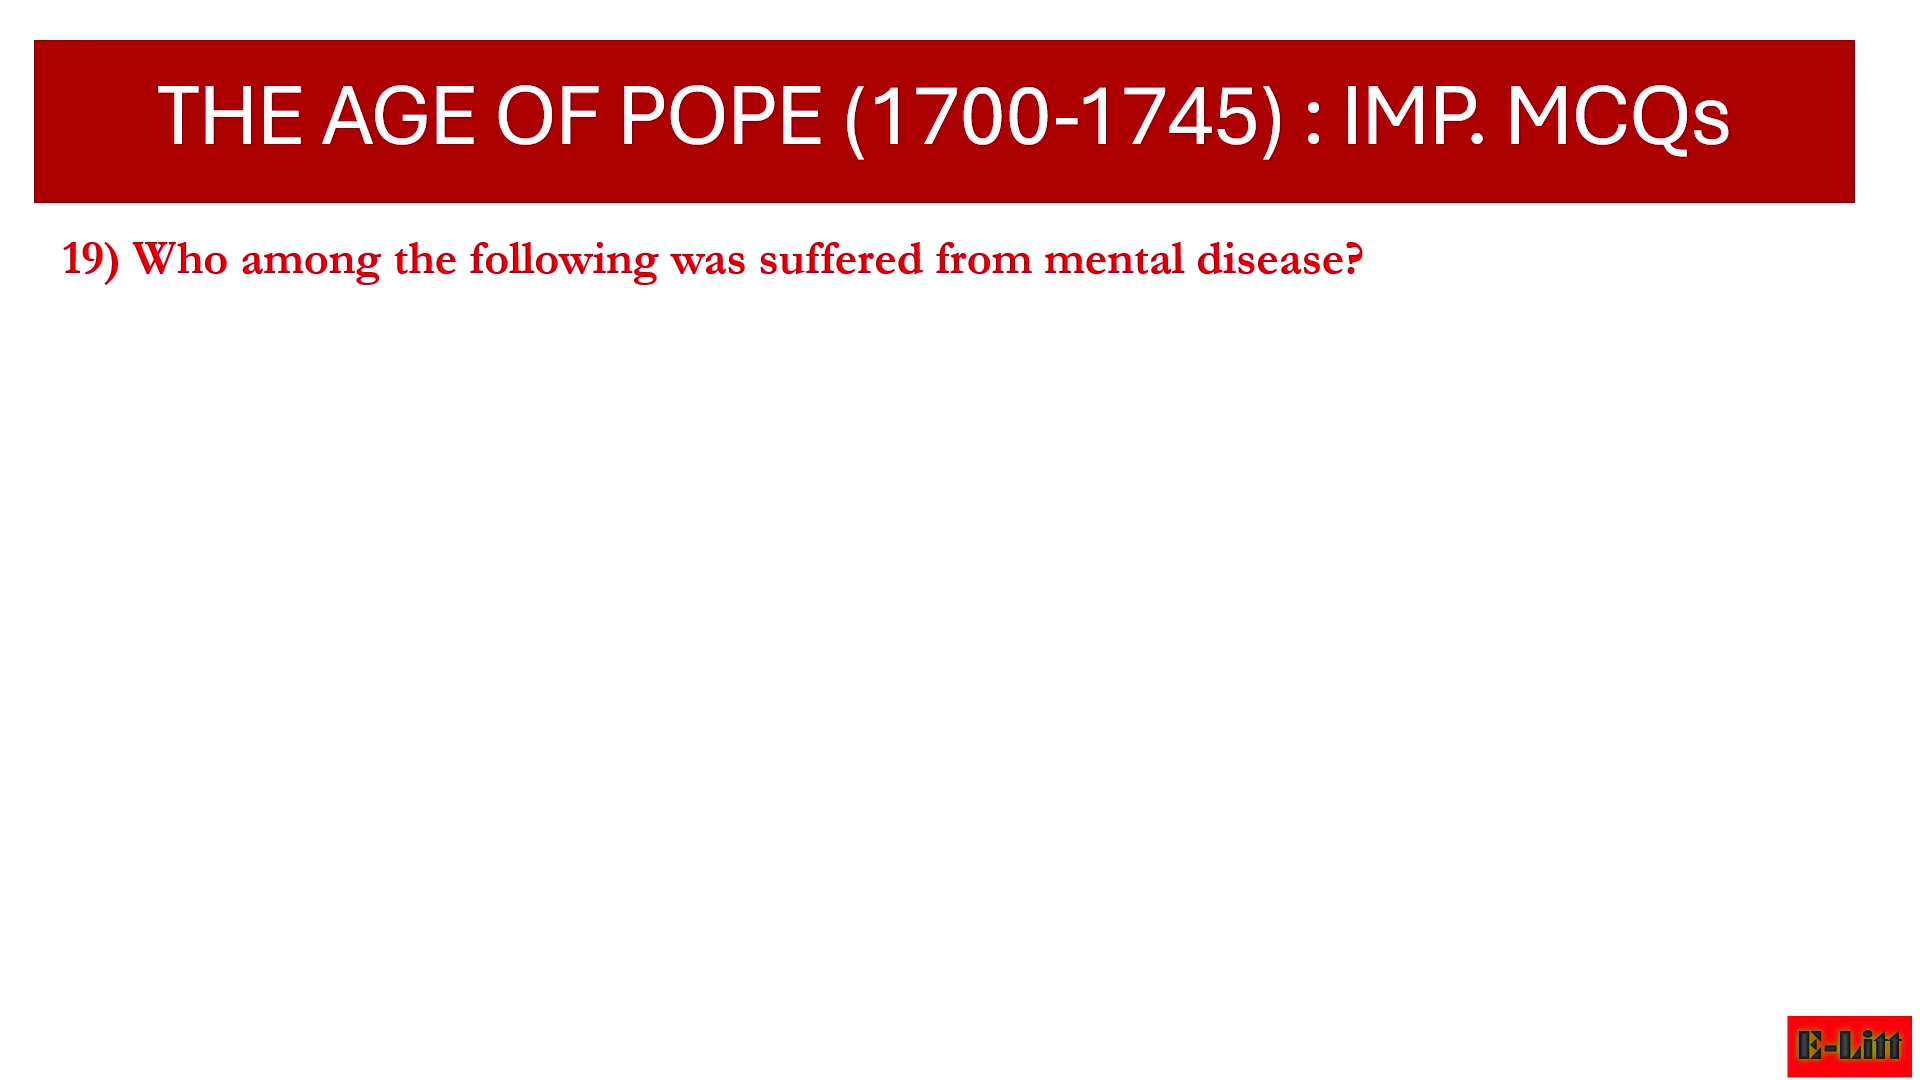 THE AGE OF POPE (1700-1745) : IMP. MCQs
19) Who among the following was suffered from mental disease?
E-Litt